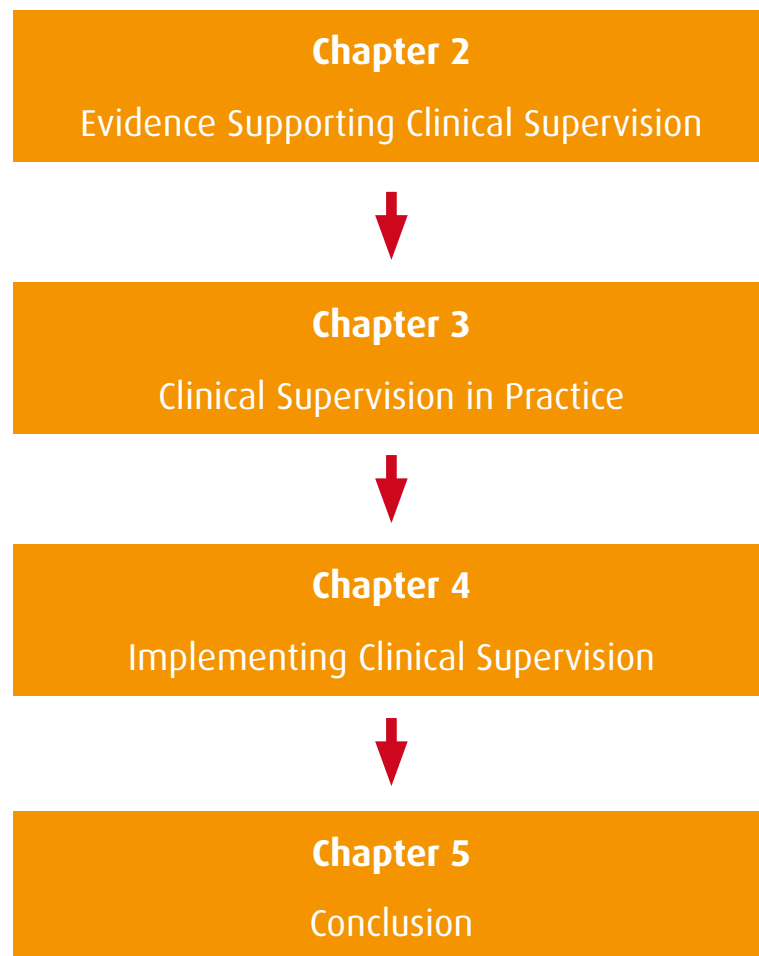 Chapter 2
Evidence Supporting Clinical Supervision
Chapter 3
Clinical Supervision in Practice
Chapter 4
Implementing Clinical Supervision
Chapter 5
Conclusion